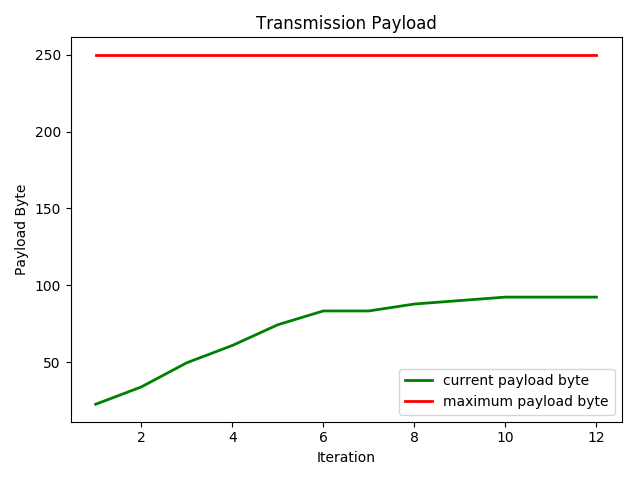 Transmission Payload
Payload Byte
250
200
150
100
50
current payload byte
maximum payload byte
2 4 6 8 10 12
Iteration